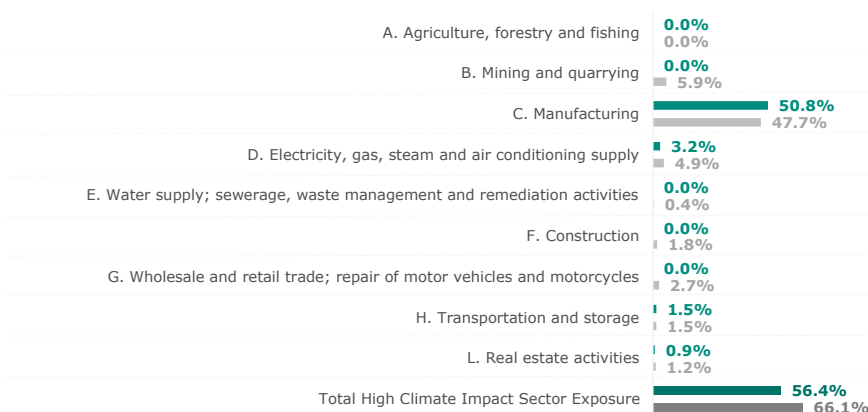 A. Agriculture, forestry and fishing
0.0%
0.0%
B. Mining and quarrying
0.0%
5.9%
C. Manufacturing
50.8%
47.7%
D. Electricity, gas, steam and air conditioning supply
3.2%
4.9%
E. Water supply; sewerage, waste management and remediation activities
0.0%
0.4%
F. Construction
0.0%
1.8%
G. Wholesale and retail trade; repair of motor vehicles and motorcycles
0.0%
2.7%
H. Transportation and storage
1.5%
1.5%
L. Real estate activities
0.9%
1.2%
Total High Climate Impact Sector Exposure
56.4%
66.1%